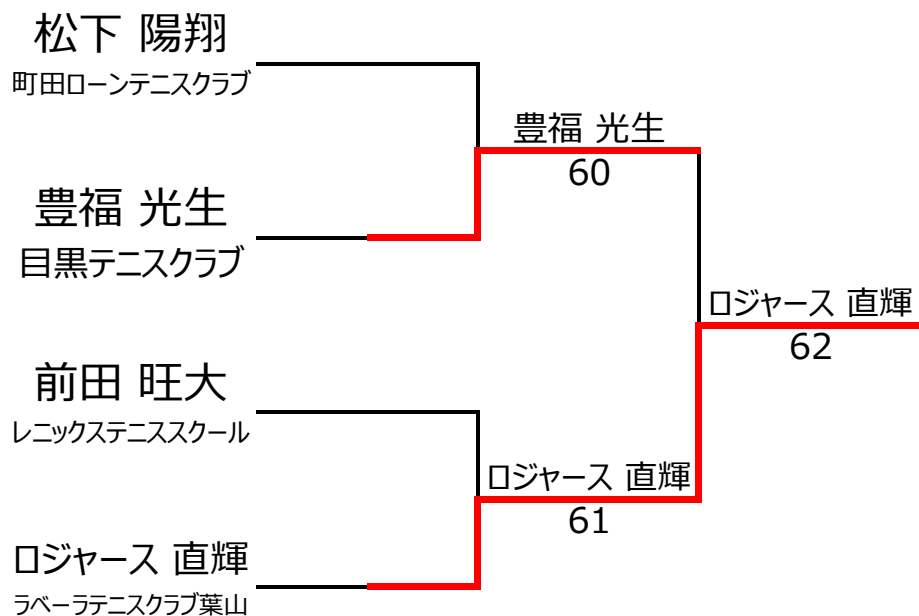 松下 陽翔
町田ローンテニスクラブ
豊福 光生
60
豊福 光生
目黒テニスクラブ
ロジャース 直輝
62
前田 旺大
レニックステニススクール
ロジャース 直輝
61
ロジャース 直輝
ラベーラテニスクラブ葉山